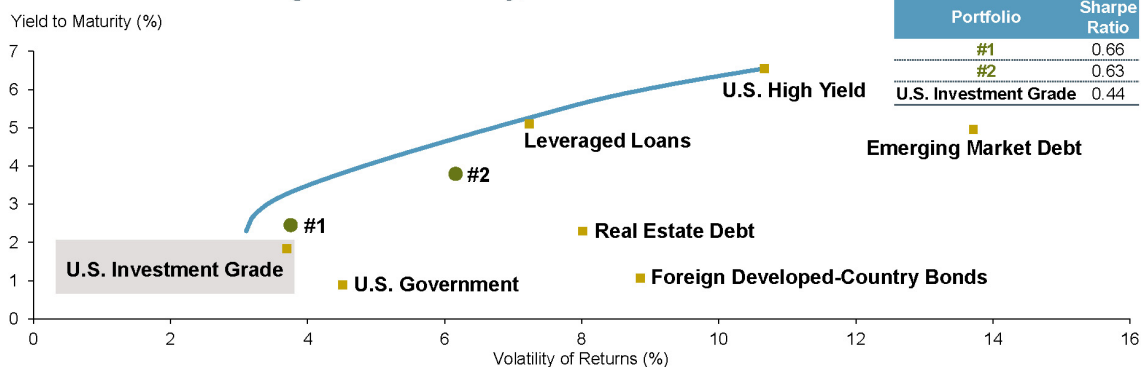 Yield to Maturity (%)
Portfolio
Sharpe
Ratio
#1 0.66
#2 0.63
U.S. Investment Grade 0.44
7
6
5
4
3
2
1
0
U.S. High Yield
Leveraged Loans
Emerging Market Debt
#2
#1
Real Estate Debt
U.S. Investment Grade
U.S. Government
Foreign Developed-Country Bonds
0 2 4 6 8 10 12 14 16
Volatility of Returns (%)